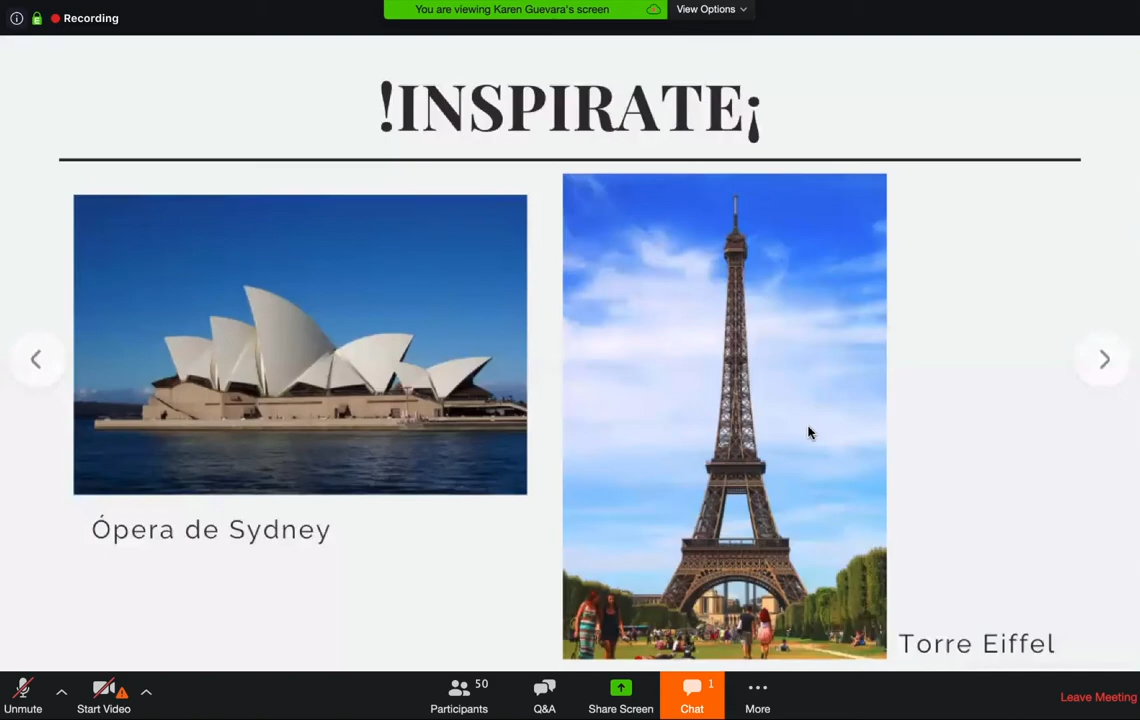 Recording
You are viewing Karen Guevara's screen
View Options
!INSPIRATE¡
Ópera de Sydney
Torre Eiffel
Unmute
Start Video
Participants 50
Q&A
Share Screen
Chat 1
More
Leave Meeting